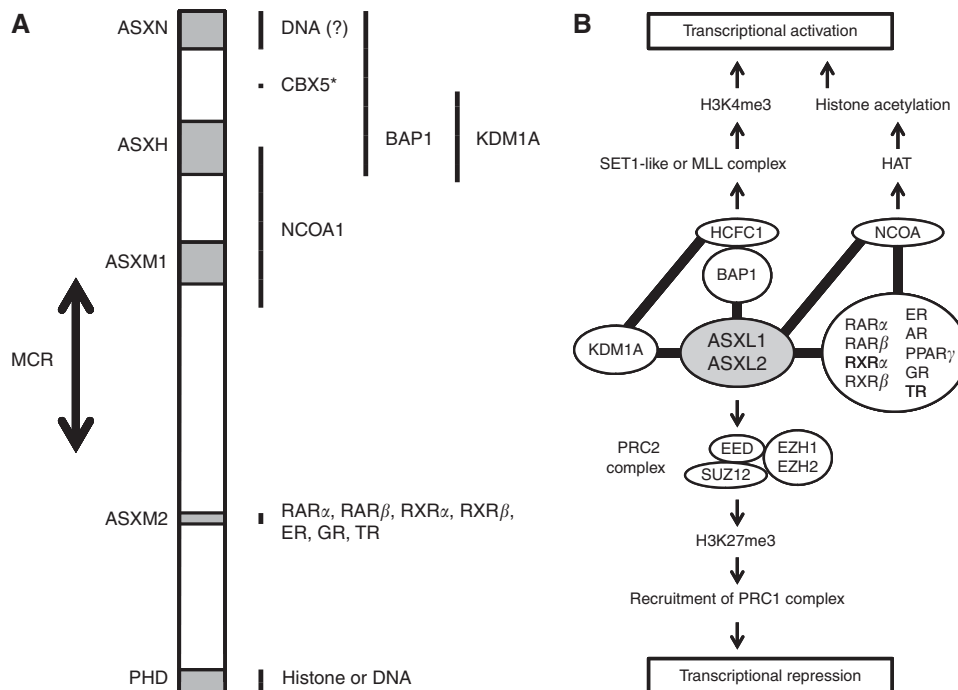 A
ASXN
DNA (?)
CBX5*
ASXH
BAP1
KDM1A
NCOA1
ASXM1
MCR
ASXM2
RARα, RARβ, RXRα, RXRβ,
ER, GR, TR
PHD
Histone or DNA
B
Transcriptional activation
H3K4me3
Histone acetylation
SET1-like or MLL complex
HAT
HCFC1
NCOA
BAP1
KDM1A
ASXL1
ASXL2
RARα
RARβ
RXRα
RXRβ
ER
AR
PPARγ
GR
TR
PRC2
complex
EED
SUZ12
EZH1
EZH2
H3K27me3
Recruitment of PRC1 complex
Transcriptional repression